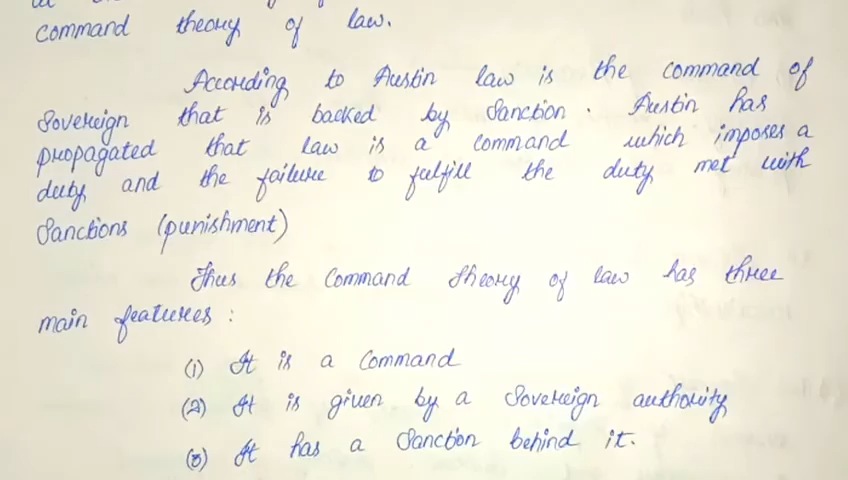 command theory of law.
According to Austin law is the command of
Sovereign that is backed by Sanction. Austin has
propagated that law is a command which imposes a
duty and the failure to fulfill the duty met with
Sanctions (punishment)
Thus the Command Theory of law has three
main features :
(1) It is a Command
(2) It is given by a Sovereign authority
(3) It has a Sanction behind it.